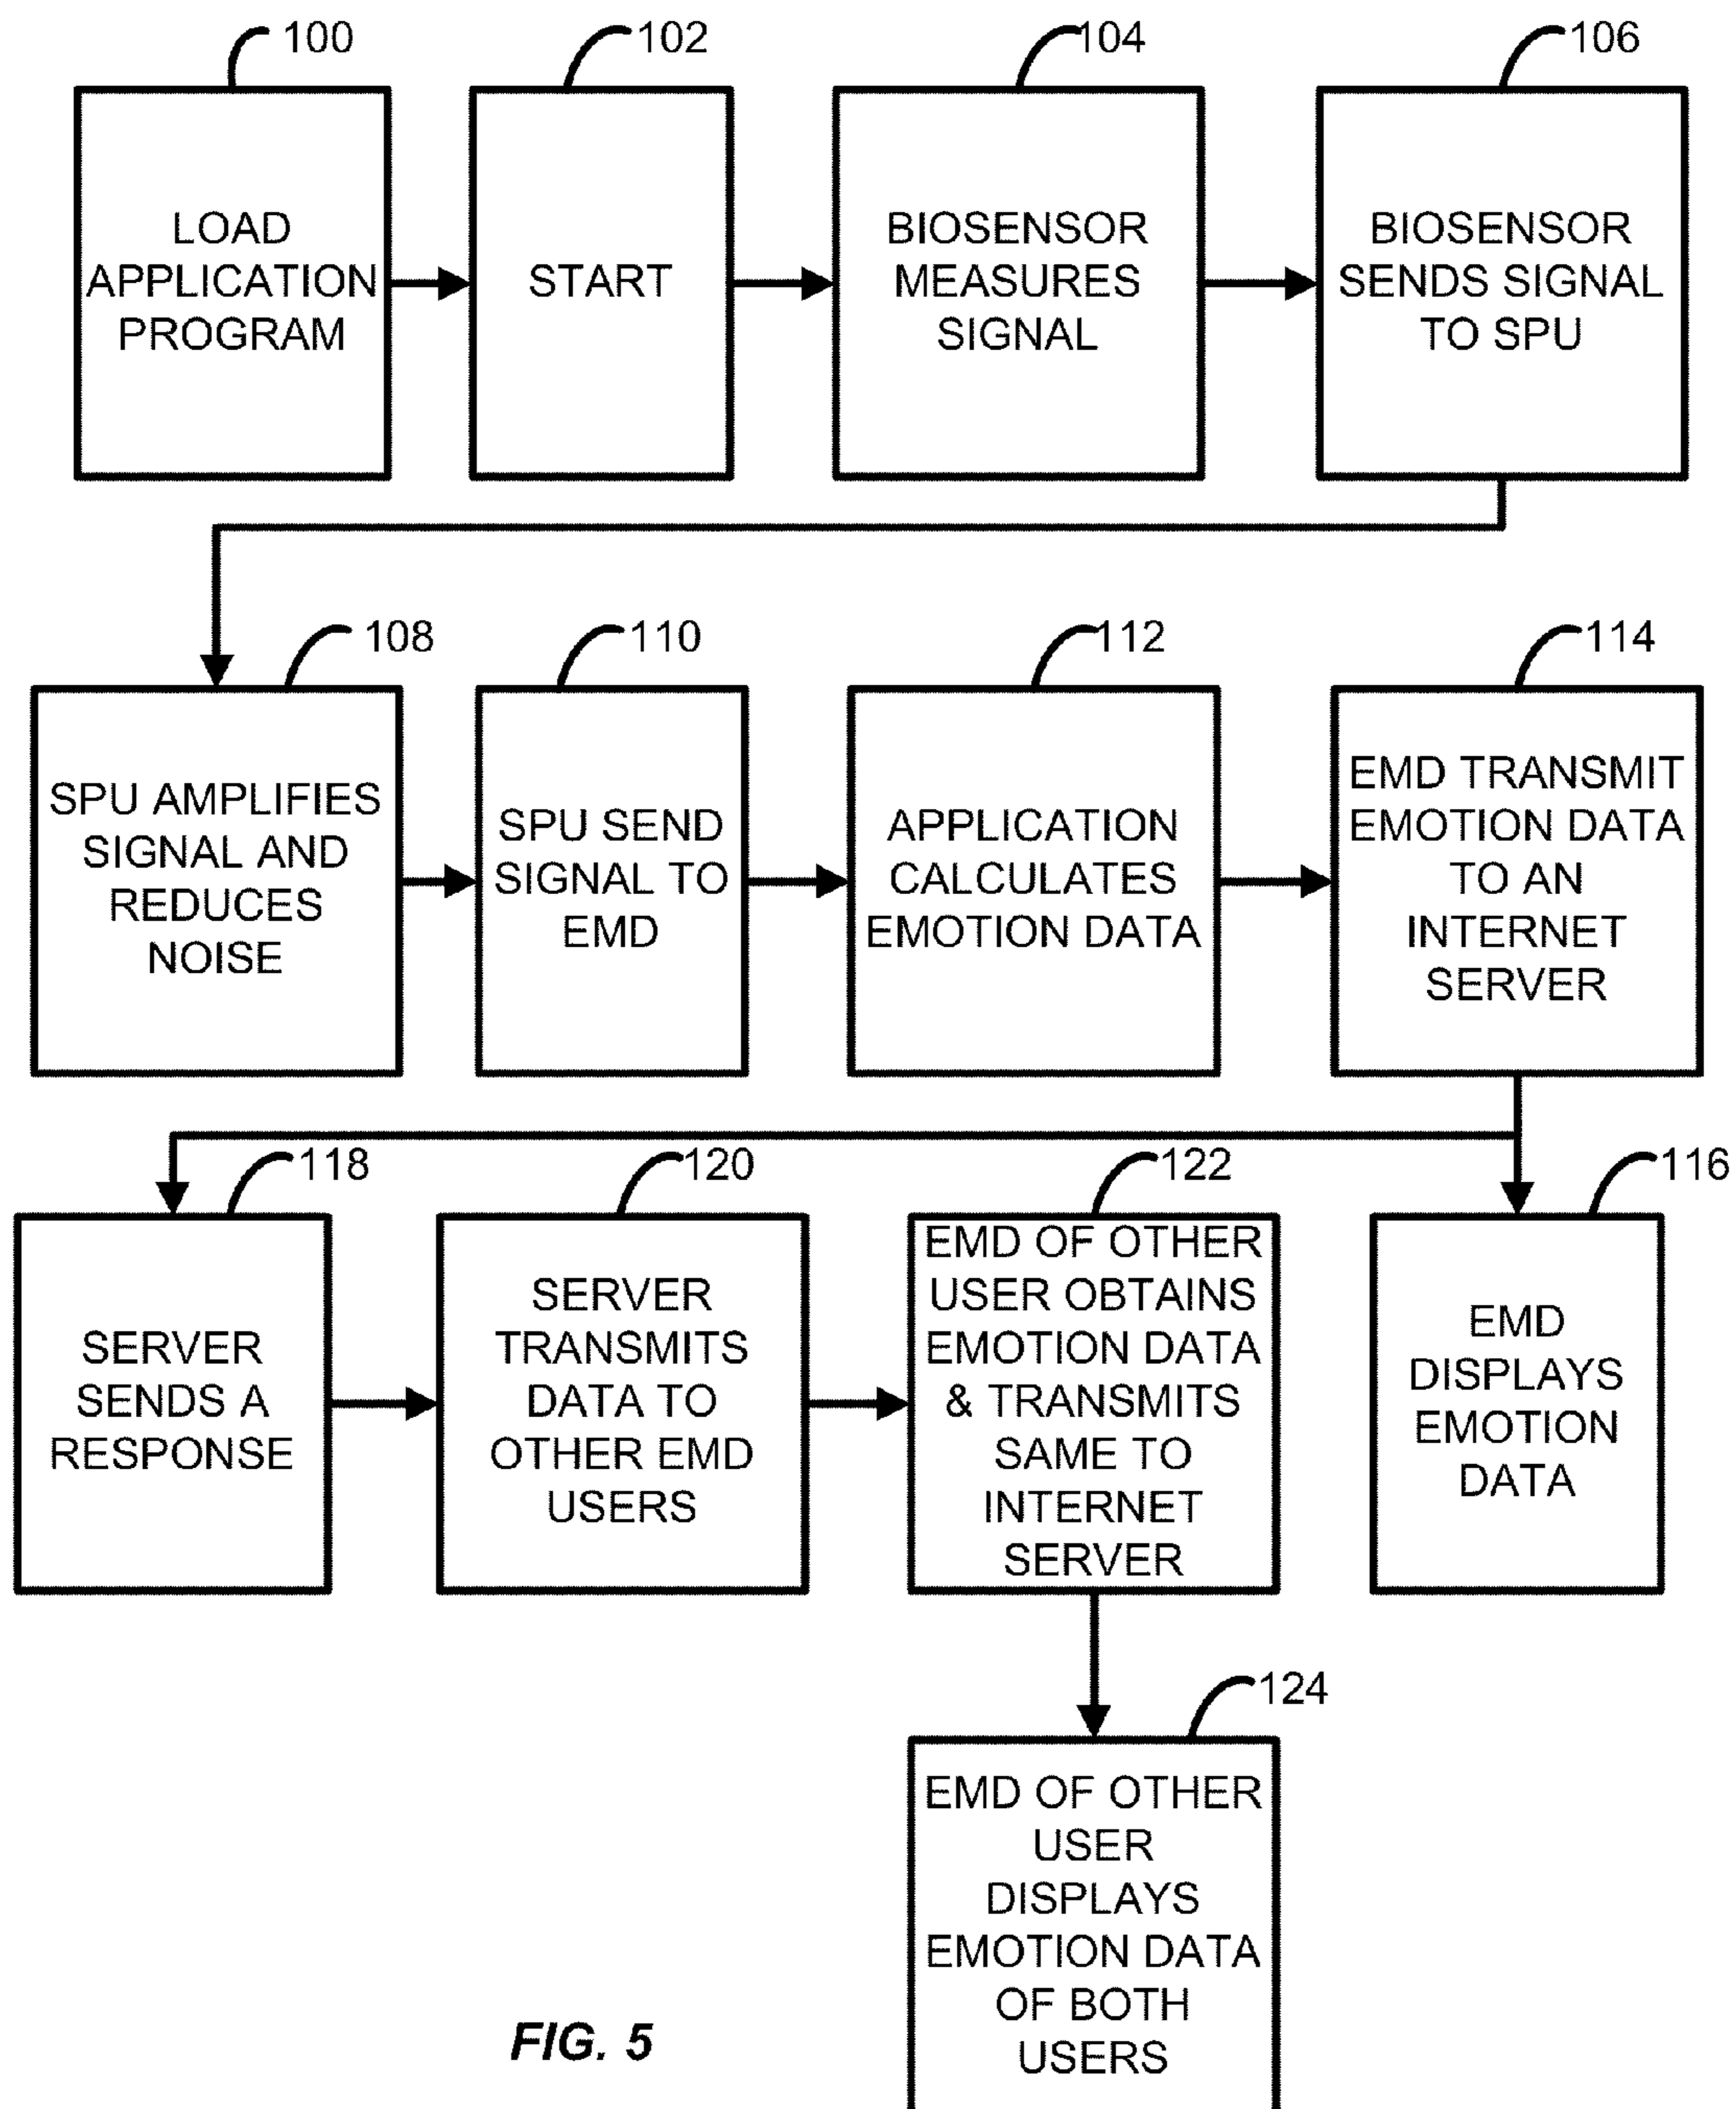 100
102
104
106
LOAD
APPLICATION
PROGRAM
START
BIOSENSOR
MEASURES
SIGNAL
BIOSENSOR
SENDS SIGNAL
TO SPU
108
110
112
114
SPU AMPLIFIES
SIGNAL AND
REDUCES
NOISE
SPU SEND
SIGNAL TO
EMD
APPLICATION
CALCULATES
EMOTION DATA
EMD TRANSMIT
EMOTION DATA
TO AN
INTERNET
SERVER
118
120
122
116
SERVER
SENDS A
RESPONSE
SERVER
TRANSMITS
DATA TO
OTHER EMD
USERS
EMD OF OTHER
USER OBTAINS
EMOTION DATA
& TRANSMITS
SAME TO
INTERNET
SERVER
EMD
DISPLAYS
EMOTION
DATA
124
EMD OF OTHER
USER
DISPLAYS
EMOTION DATA
OF BOTH
USERS
FIG. 5